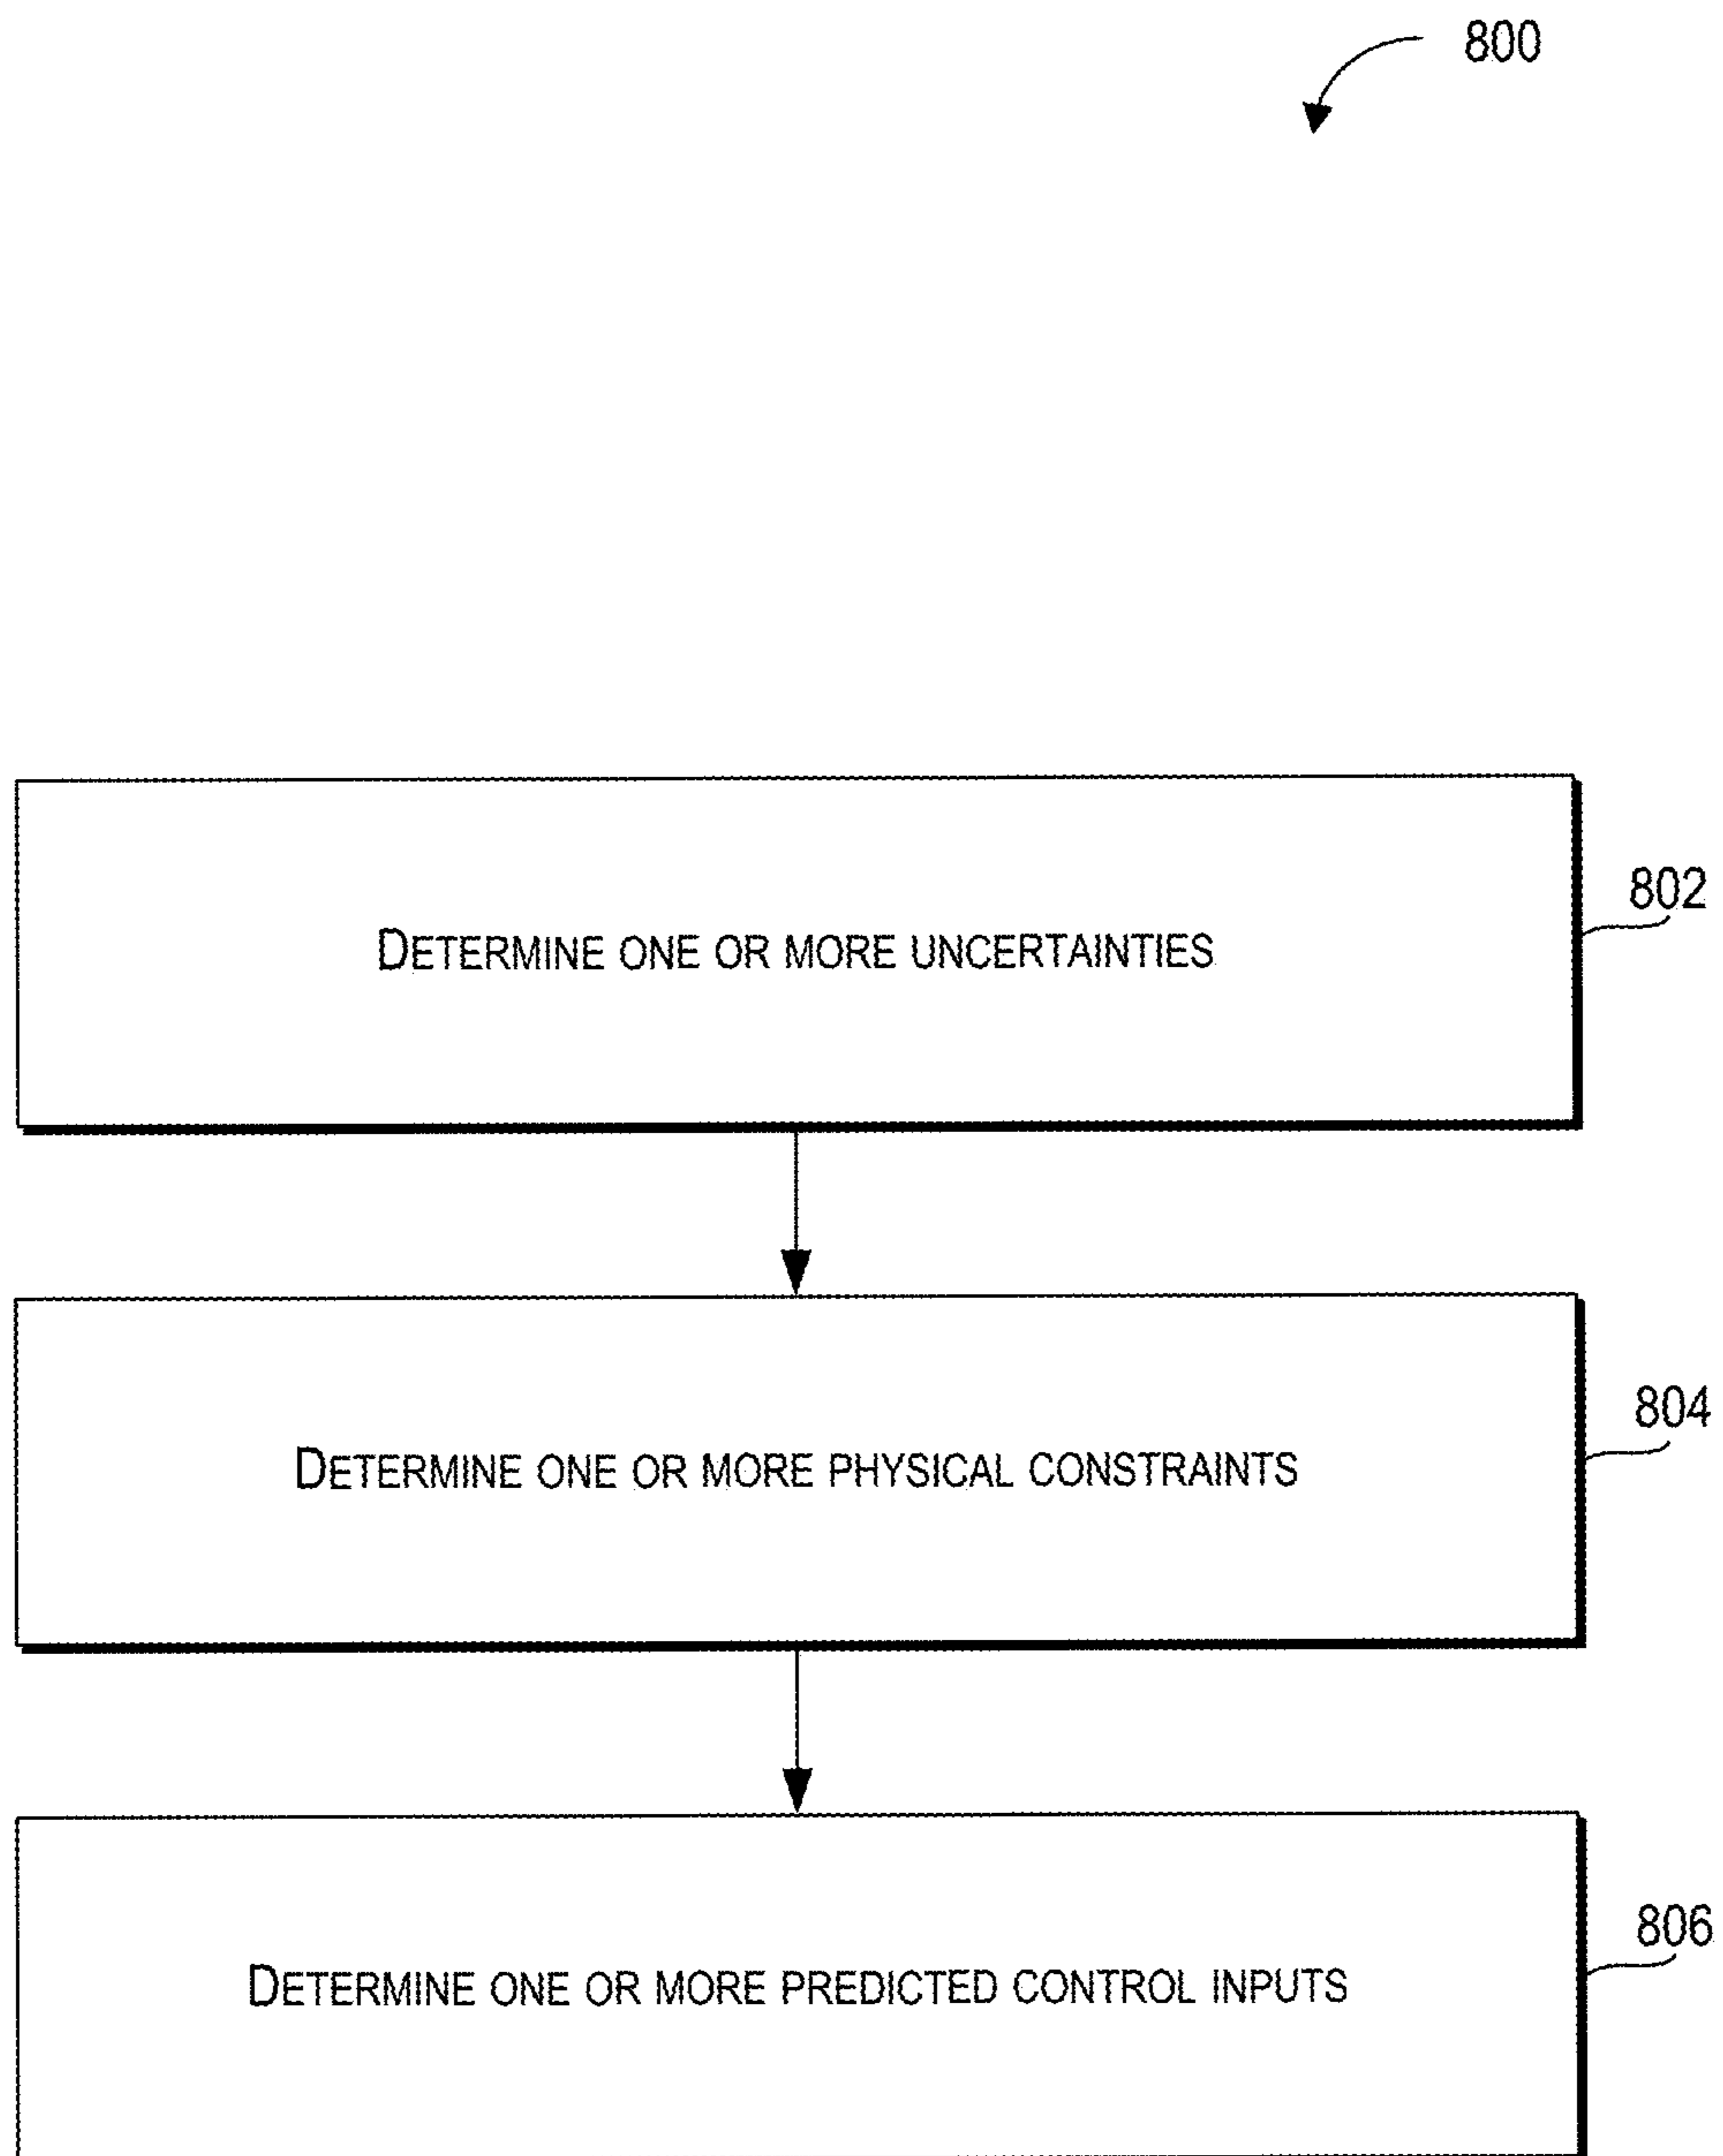 800
802
DETERMINE ONE OR MORE UNCERTAINTIES
804
DETERMINE ONE OR MORE PHYSICAL CONSTRAINTS
806
DETERMINE ONE OR MORE PREDICTED CONTROL INPUTS